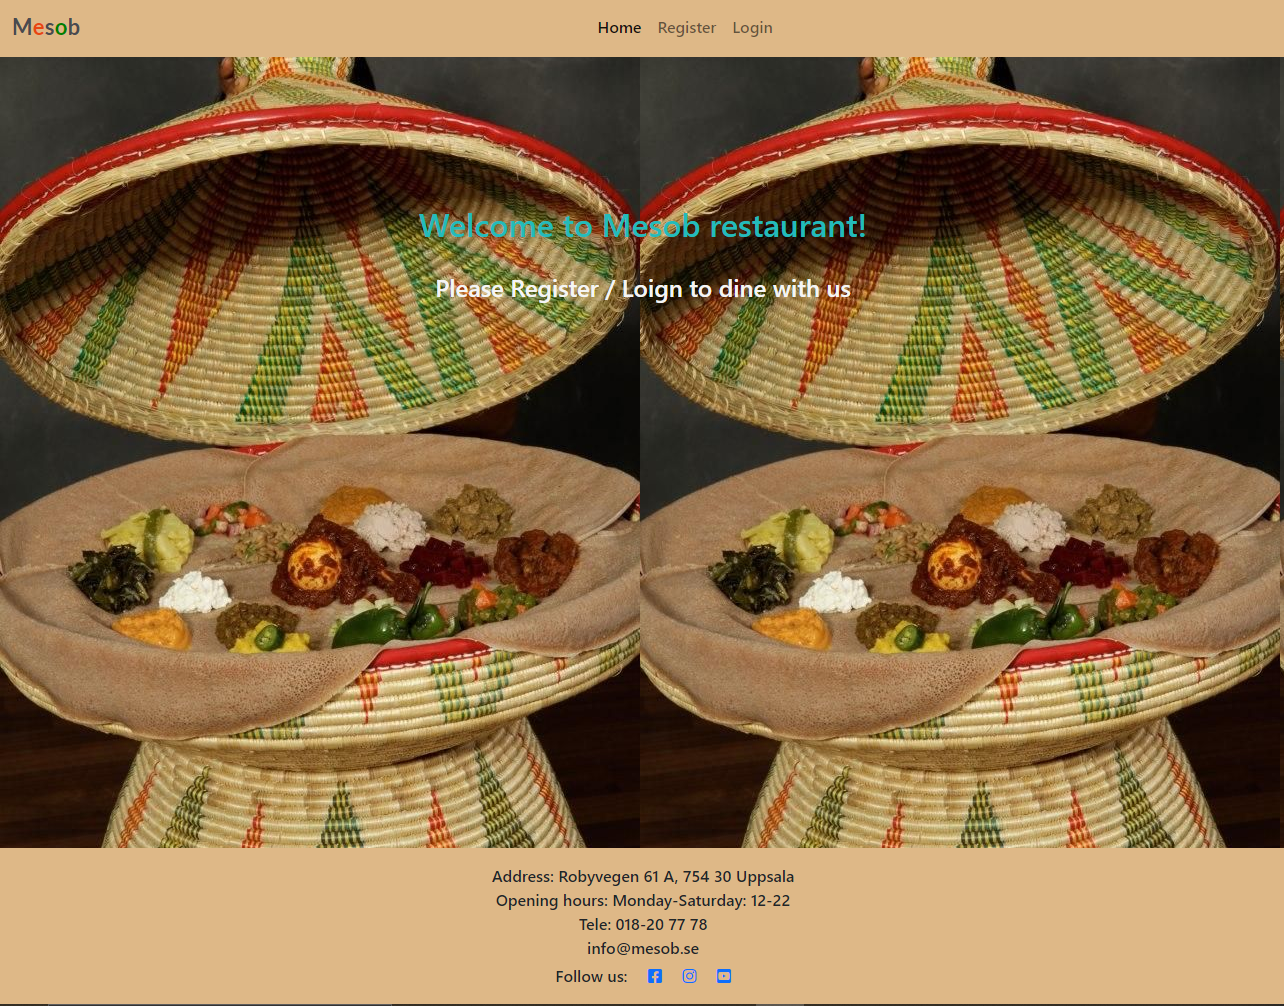 Mesob
Home Register Login
Welcome to Mesob restaurant!
Please Register / Loign to dine with us
Address: Robyvegen 61 A, 754 30 Uppsala
Opening hours: Monday-Saturday: 12-22
Tele: 018-20 77 78
info@mesob.se
Follow us: